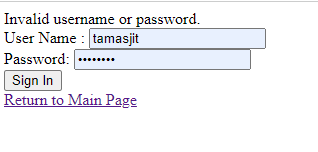 Invalid username or password.
User Name : tamasjit
Password: ••••••••
Sign In
Return to Main Page